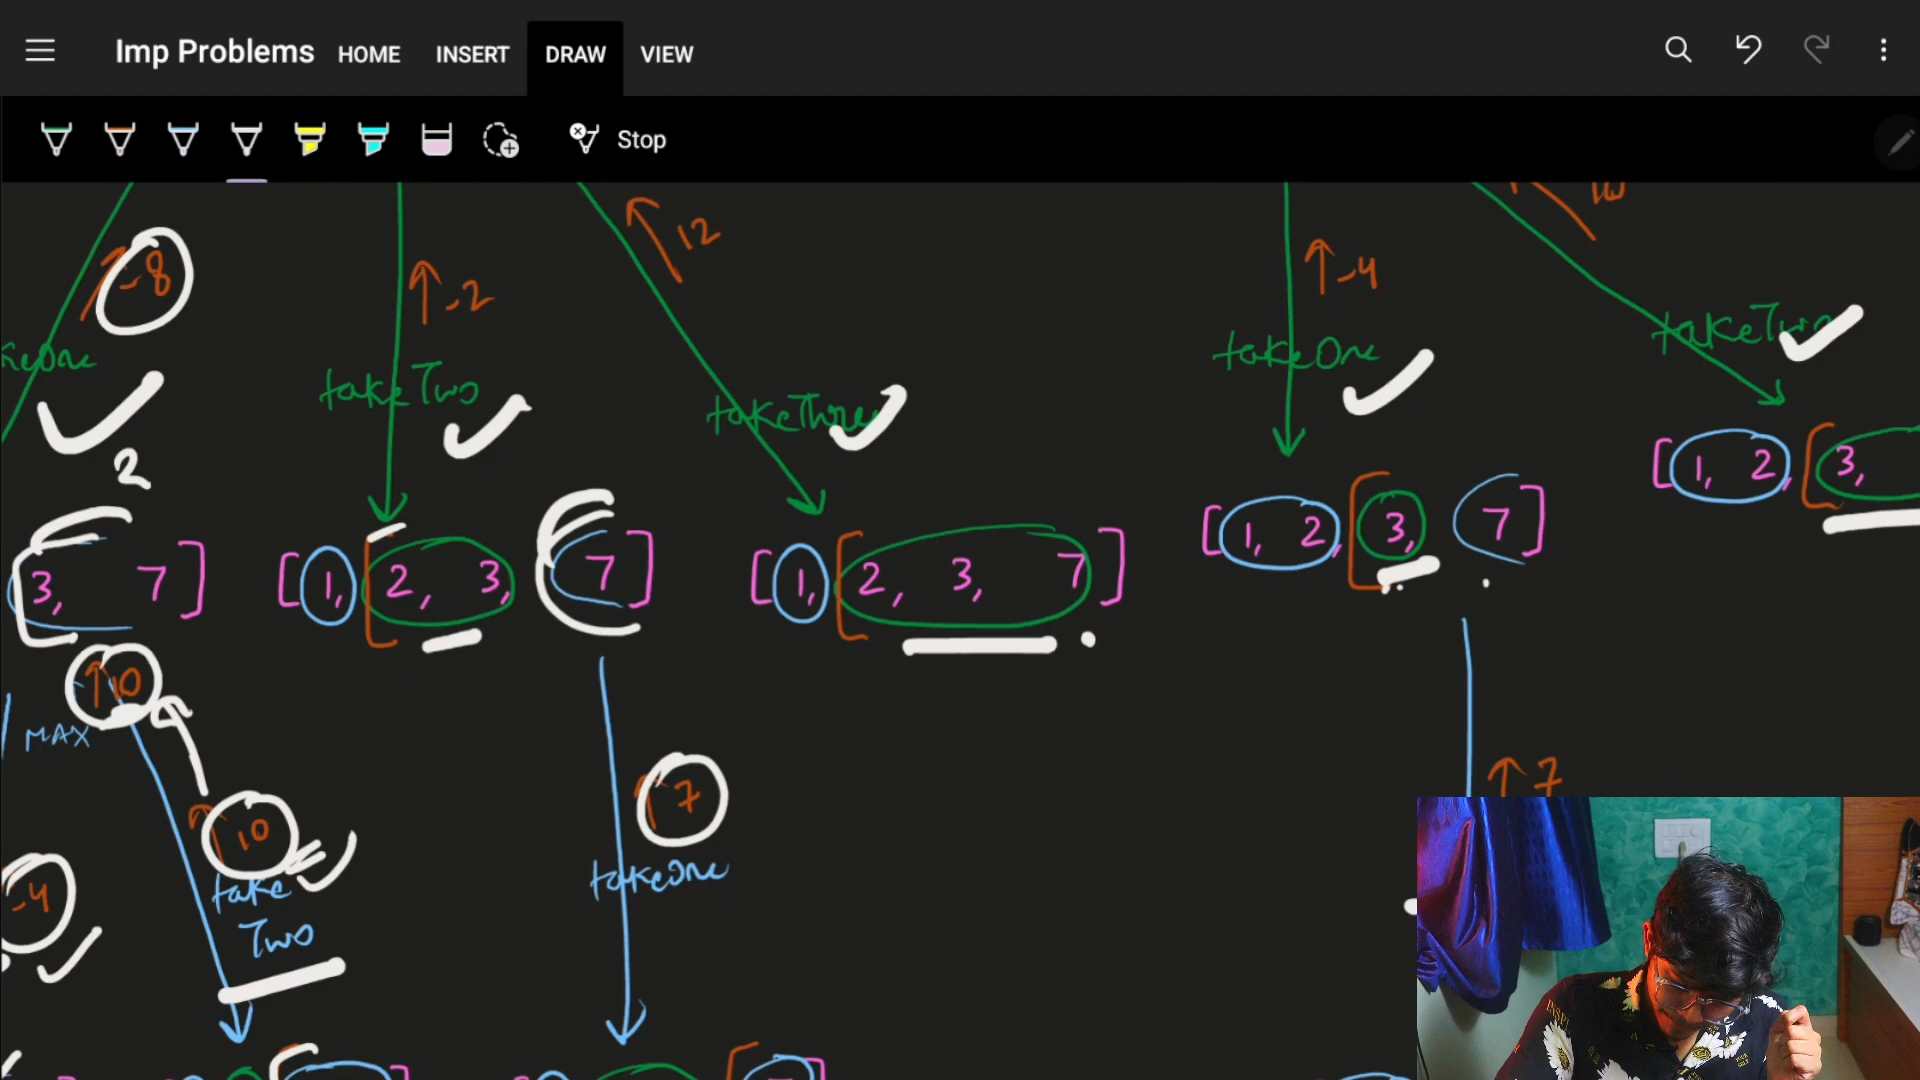 Imp Problems HOME INSERT DRAW VIEW
Stop
12
-8
-2
-4
takeOne
takeTwo
keOne
takeTwo
takeThree
2
[1, 2, [3,
[1, 2, [3, 7]
3, 7] [1, [2, 3, 7] [1, [2, 3, 7]
10
MAX
7
7
10
takeOne
-4
take
Two